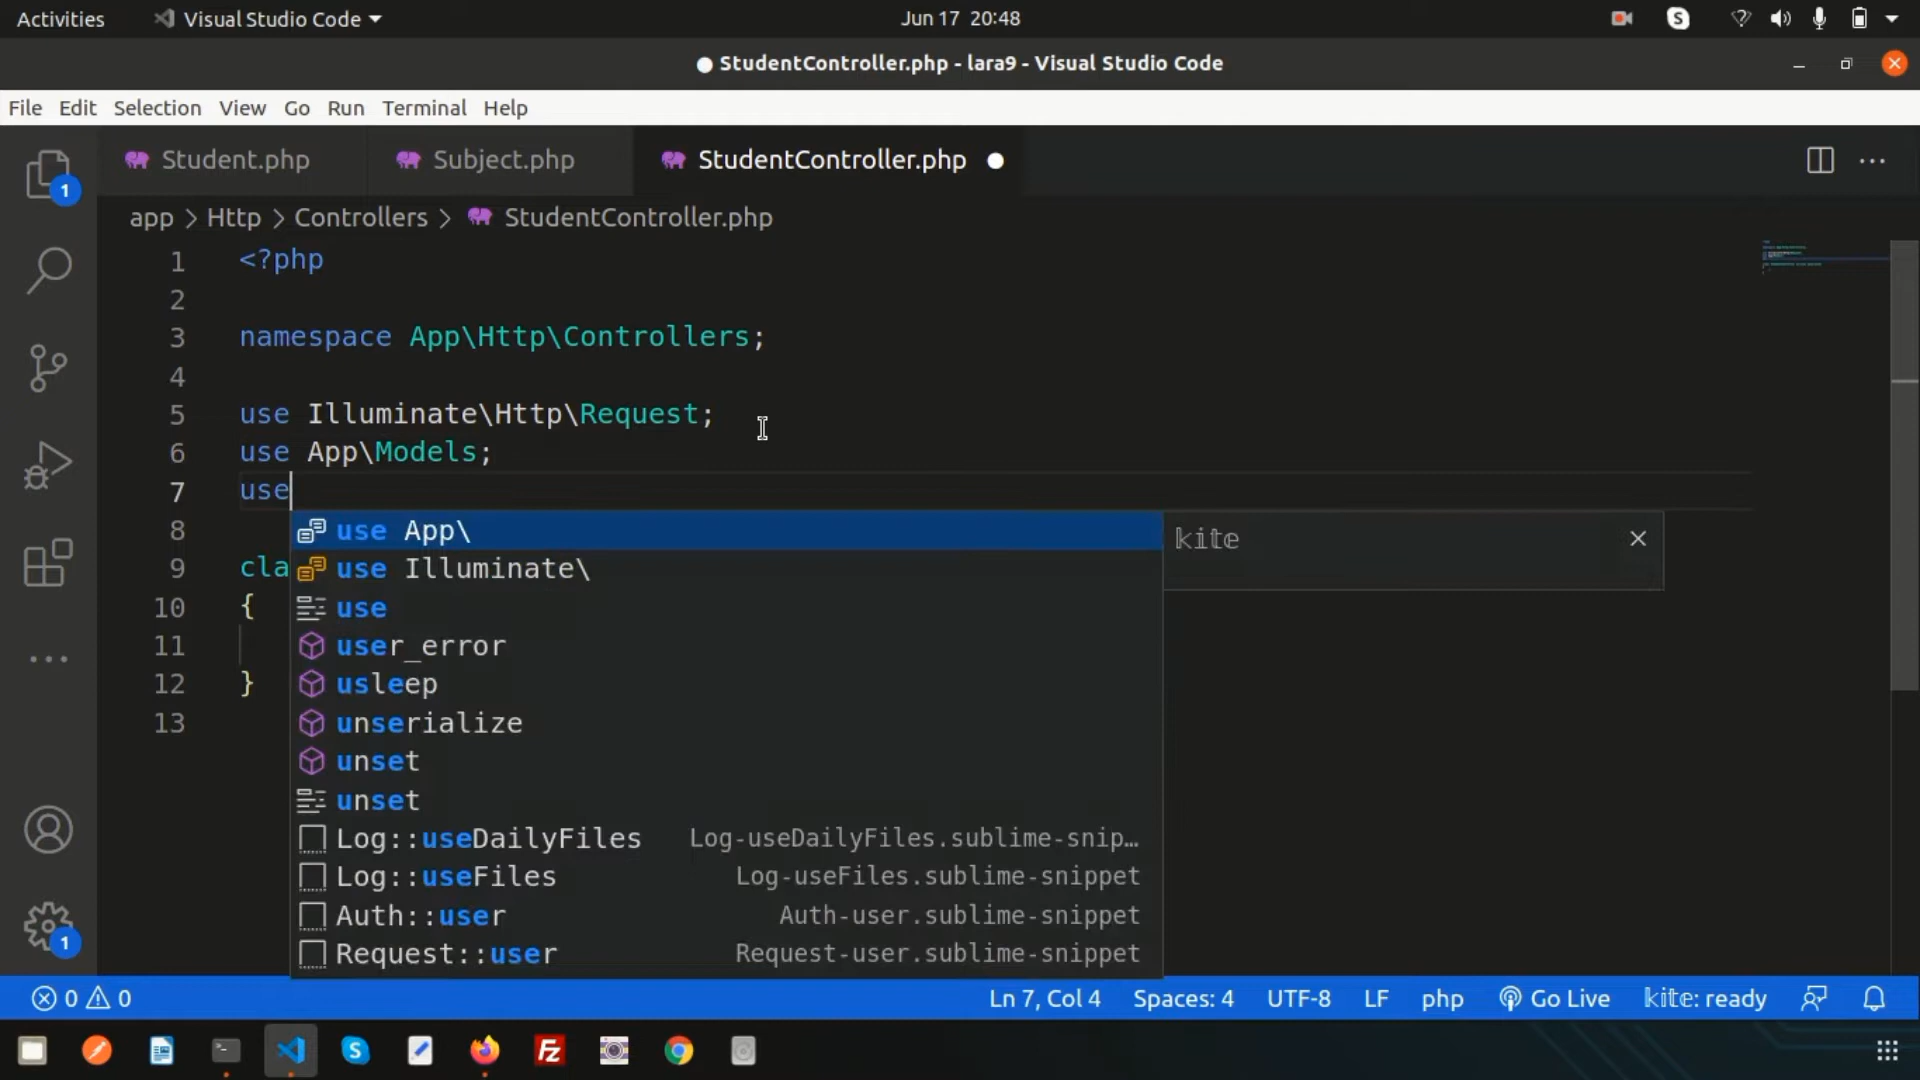 Activities
Visual Studio Code
Jun 17 20:48
StudentController.php - lara9 - Visual Studio Code
File Edit Selection View Go Run Terminal Help
Student.php
Subject.php
StudentController.php
app > Http > Controllers > StudentController.php
1 <?php
2
3 namespace App\Http\Controllers;
4
5 use Illuminate\Http\Request;
6 use App\Models;
7 use
8
9 cla
10 {
11
12 }
13
use App\
use Illuminate\
use
user_error
usleep
unserialize
unset
unset
Log::useDailyFiles Log-useDailyFiles.sublime-snip…
Log::useFiles Log-useFiles.sublime-snippet
Auth::user Auth-user.sublime-snippet
Request::user Request-user.sublime-snippet
kite
1
1
0 0
Ln 7, Col 4
Spaces: 4
UTF-8
LF
php
Go Live
kite: ready